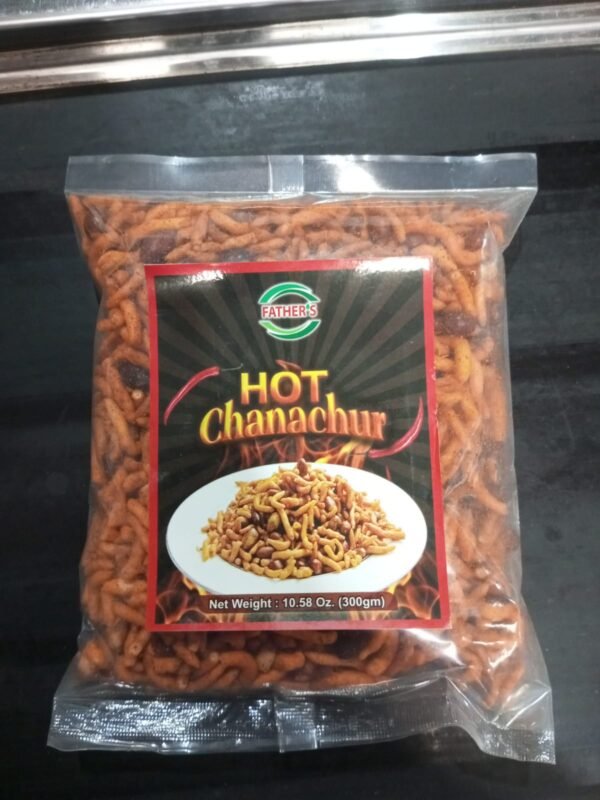 FATHER'S
HOT
Chanachur
Net Weight : 10.58 Oz. (300gm)